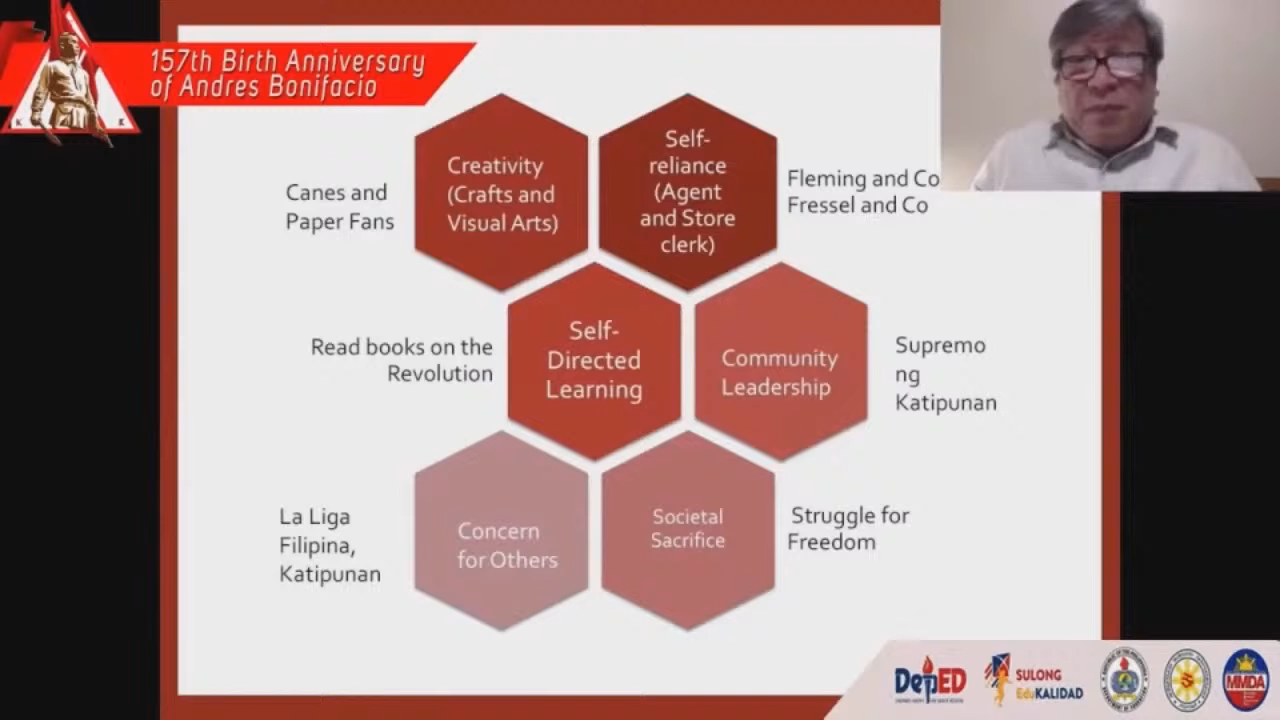 157th Birth Anniversary
of Andres Bonifacio
K
K
Canes and
Paper Fans
Creativity
(Crafts and
Visual Arts)
Self-
reliance
(Agent
and Store
clerk)
Fleming and Co
Fressel and Co
Read books on the
Revolution
Self-
Directed
Learning
Community
Leadership
Supremo
ng
Katipunan
La Liga
Filipina,
Katipunan
Concern
for Others
Societal
Sacrifice
Struggle for
Freedom
DepED
SULONG
EduKALIDAD
MMDA